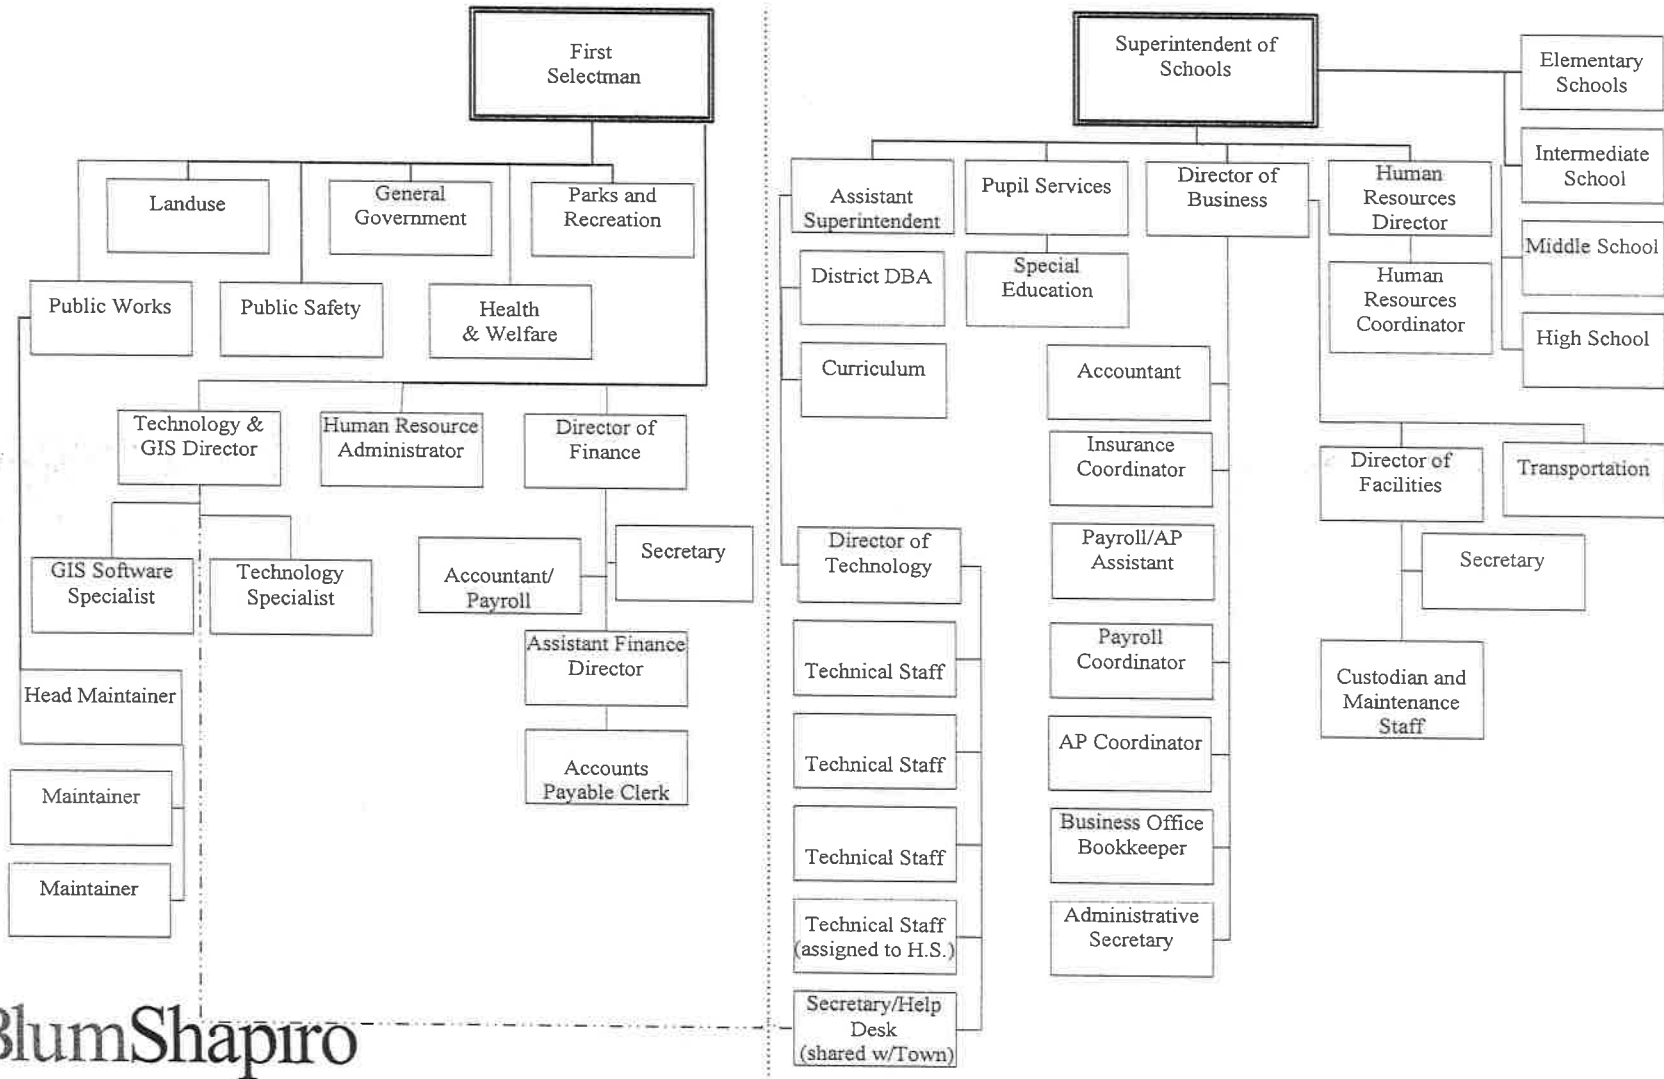 First
Selectman
Superintendent of
Schools
Elementary
Schools
Intermediate
School
Middle School
High School
Landuse
General
Government
Parks and
Recreation
Public Works
Public Safety
Health
& Welfare
Technology &
GIS Director
Human Resource
Administrator
Director of
Finance
GIS Software
Specialist
Technology
Specialist
Accountant/
Payroll
Secretary
Assistant Finance
Director
Accounts
Payable Clerk
Head Maintainer
Maintainer
Maintainer
Assistant
Superintendent
Pupil Services
Director of
Business
Human
Resources
Director
District DBA
Special
Education
Human
Resources
Coordinator
Curriculum
Accountant
Insurance
Coordinator
Payroll/AP
Assistant
Payroll
Coordinator
AP Coordinator
Business Office
Bookkeeper
Administrative
Secretary
Director of
Facilities
Transportation
Secretary
Custodian and
Maintenance
Staff
Director of
Technology
Technical Staff
Technical Staff
Technical Staff
Technical Staff
(assigned to H.S.)
Secretary/Help
Desk
(shared w/Town)
BlumShapiro